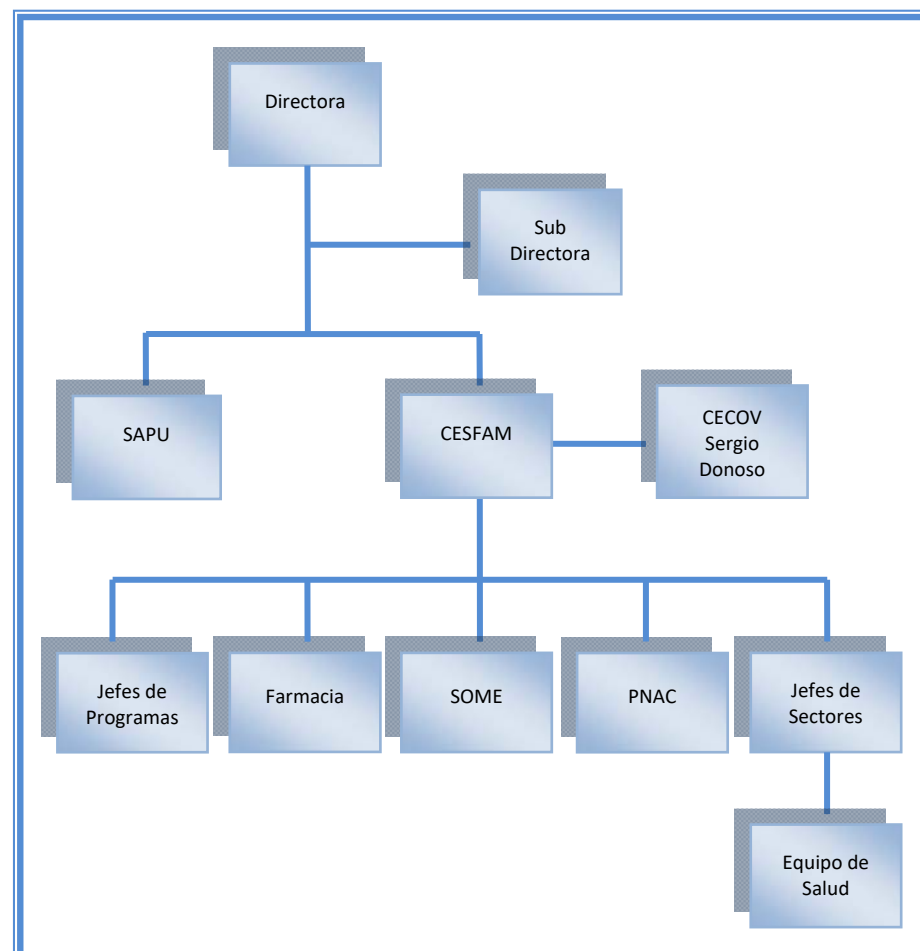 Directora
Sub
Directora
SAPU
CESFAM
CECOV
Sergio
Donoso
Jefes de
Programas
Farmacia
SOME
PNAC
Jefes de
Sectores
Equipo de
Salud